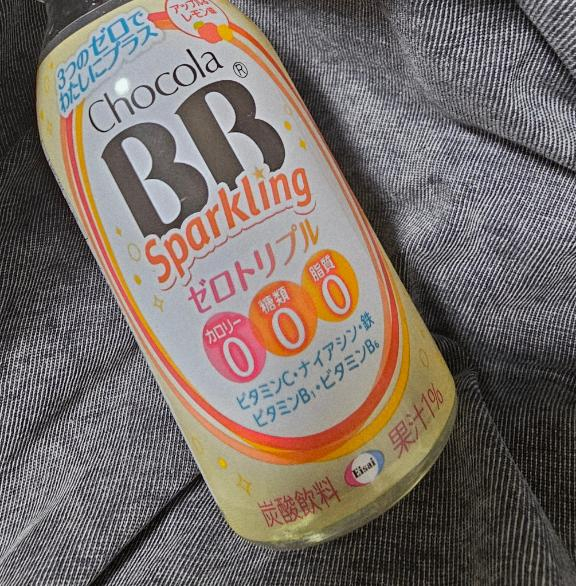 アップル&
レモン味
3つのゼロで
わたしにプラス
Chocola
BB®
Sparkling
ゼロトリプル
カロリー0 糖類0 脂質0
ビタミンC・ナイアシン・鉄
ビタミンB₁・ビタミンB₆
炭酸飲料 Eisai 果汁1%